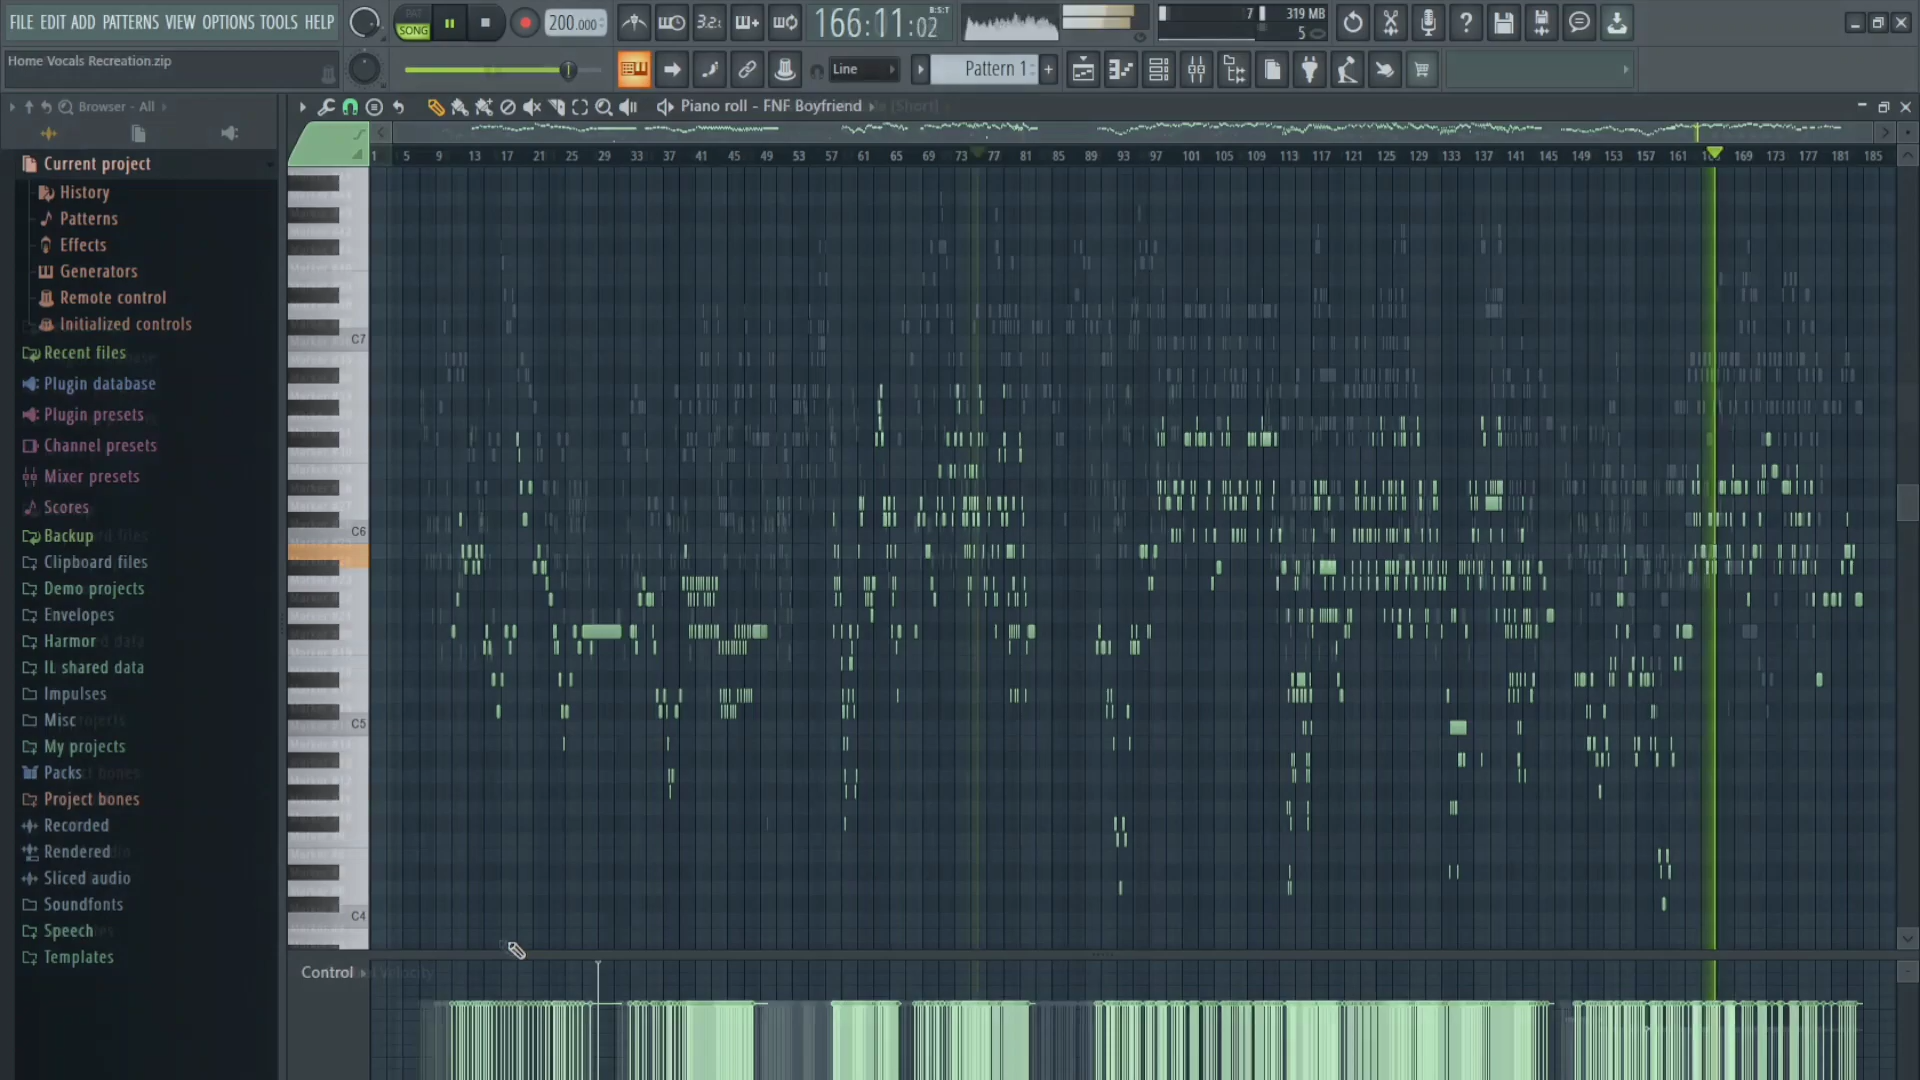 FILE EDIT ADD PATTERNS VIEW OPTIONS TOOLS HELP
PAT
SONG
200.000
3.2
166:11:02
B:S:T
7
319 MB
5
Home Vocals Recreation.zip
Line
Pattern 1
Browser - All
Piano roll - FNF Boyfriend
(Short)
1 5 9 13 17 21 25 29 33 37 41 45 49 53 57 61 65 69 73 77 81 85 89 93 97 101 105 109 113 117 121 125 129 133 137 141 145 149 153 157 161 169 173 177 181 185
Current project
History
Patterns
Effects
Generators
Remote control
Initialized controls
Recent files
Plugin database
Plugin presets
Channel presets
Mixer presets
Scores
Backup
Clipboard files
Demo projects
Envelopes
Harmor
IL shared data
Impulses
Misc
My projects
Packs
Project bones
Recorded
Rendered
Sliced audio
Soundfonts
Speech
Templates
C7
C6
C5
C4
Control
Velocity